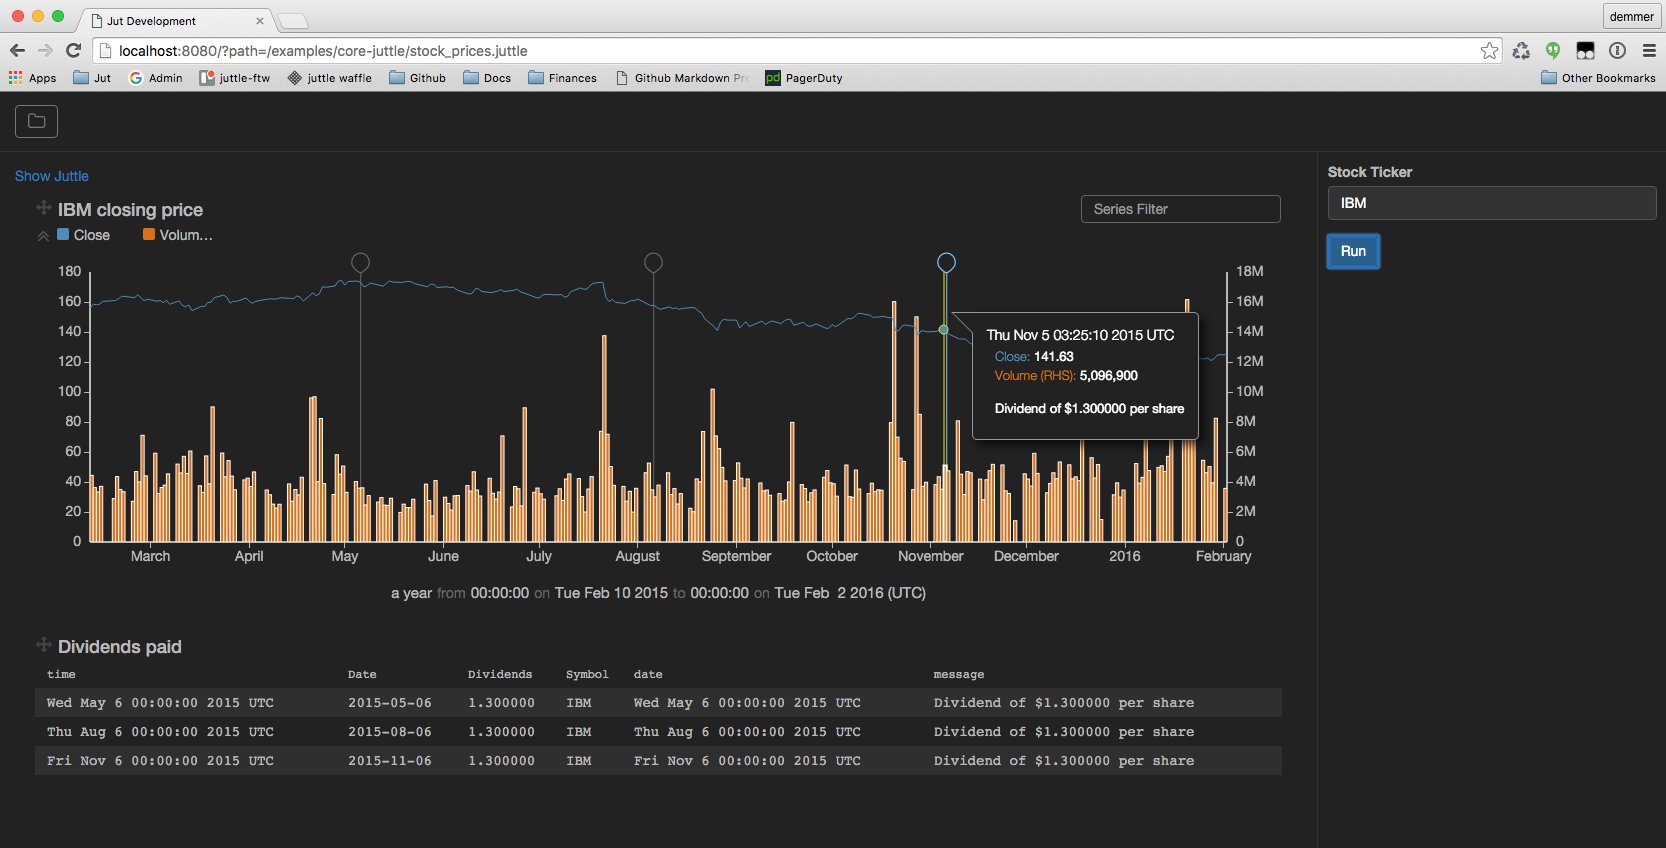 Jut Development
demmer
localhost:8080/?path=/examples/core-juttle/stock_prices.juttle
Apps Jut Admin juttle-ftw juttle waffle Github Docs Finances Github Markdown Pr PagerDuty Other Bookmarks
Show Juttle
Stock Ticker
IBM
Run
IBM closing price
Series Filter
Close Volum...
180 18M
160 16M
140 14M
120 12M
100 10M
80 8M
60 6M
40 4M
20 2M
0 0
Thu Nov 5 03:25:10 2015 UTC
Close: 141.63
Volume (RHS): 5,096,900
Dividend of $1.300000 per share
March April May June July August September October November December 2016 February
a year from 00:00:00 on Tue Feb 10 2015 to 00:00:00 on Tue Feb 2 2016 (UTC)
Dividends paid
time Date Dividends Symbol date message
Wed May 6 00:00:00 2015 UTC 2015-05-06 1.300000 IBM Wed May 6 00:00:00 2015 UTC Dividend of $1.300000 per share
Thu Aug 6 00:00:00 2015 UTC 2015-08-06 1.300000 IBM Thu Aug 6 00:00:00 2015 UTC Dividend of $1.300000 per share
Fri Nov 6 00:00:00 2015 UTC 2015-11-06 1.300000 IBM Fri Nov 6 00:00:00 2015 UTC Dividend of $1.300000 per share